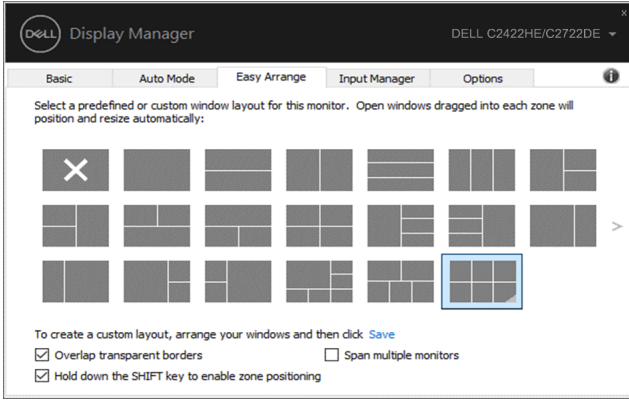 DELL Display Manager
DELL C2422HE/C2722DE
Basic Auto Mode Easy Arrange Input Manager Options
Select a predefined or custom window layout for this monitor. Open windows dragged into each zone will
position and resize automatically:
To create a custom layout, arrange your windows and then click Save
Overlap transparent borders Span multiple monitors
Hold down the SHIFT key to enable zone positioning